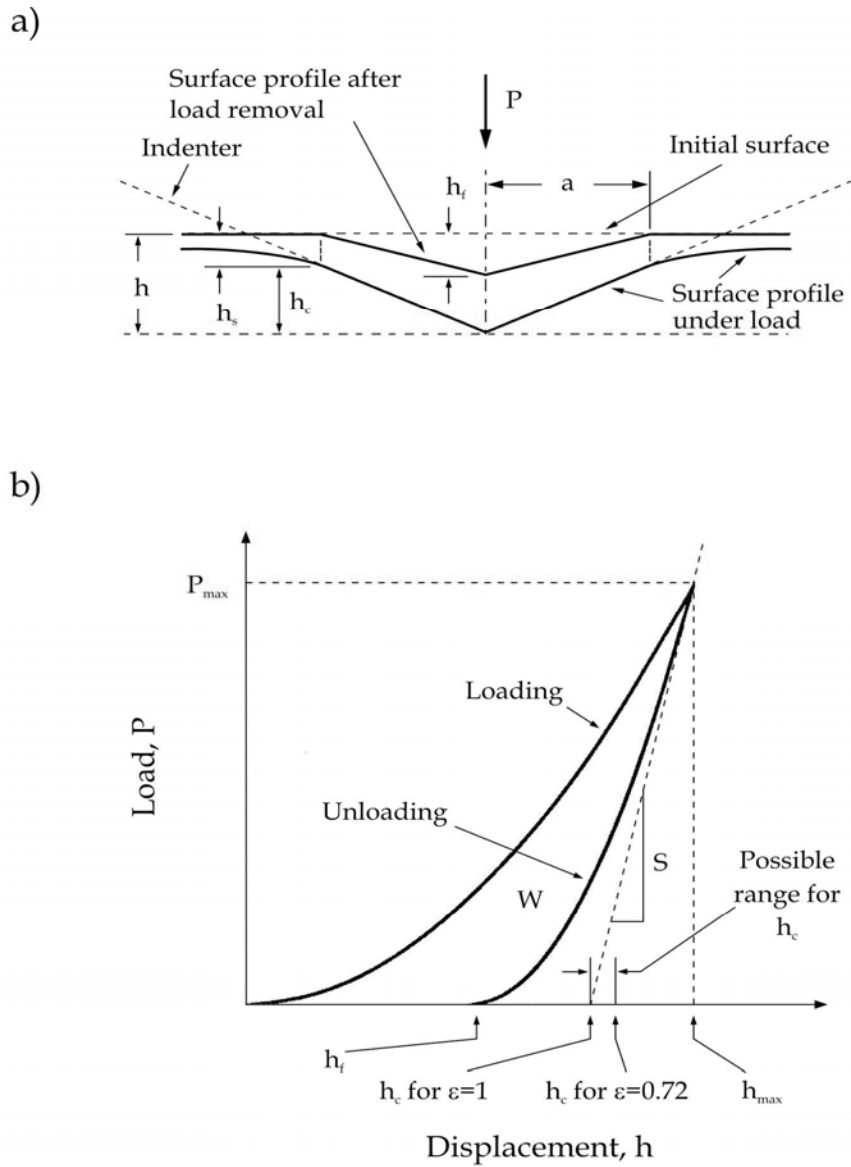 a)
Surface profile after
load removal
P
Indenter
Initial surface
h_f
a
h
h_s
h_c
Surface profile
under load
b)
P_max
Loading
Unloading
S
Possible
range for
h_c
W
Load, P
h_f
h_c for ε=1
h_c for ε=0.72
h_max
Displacement, h